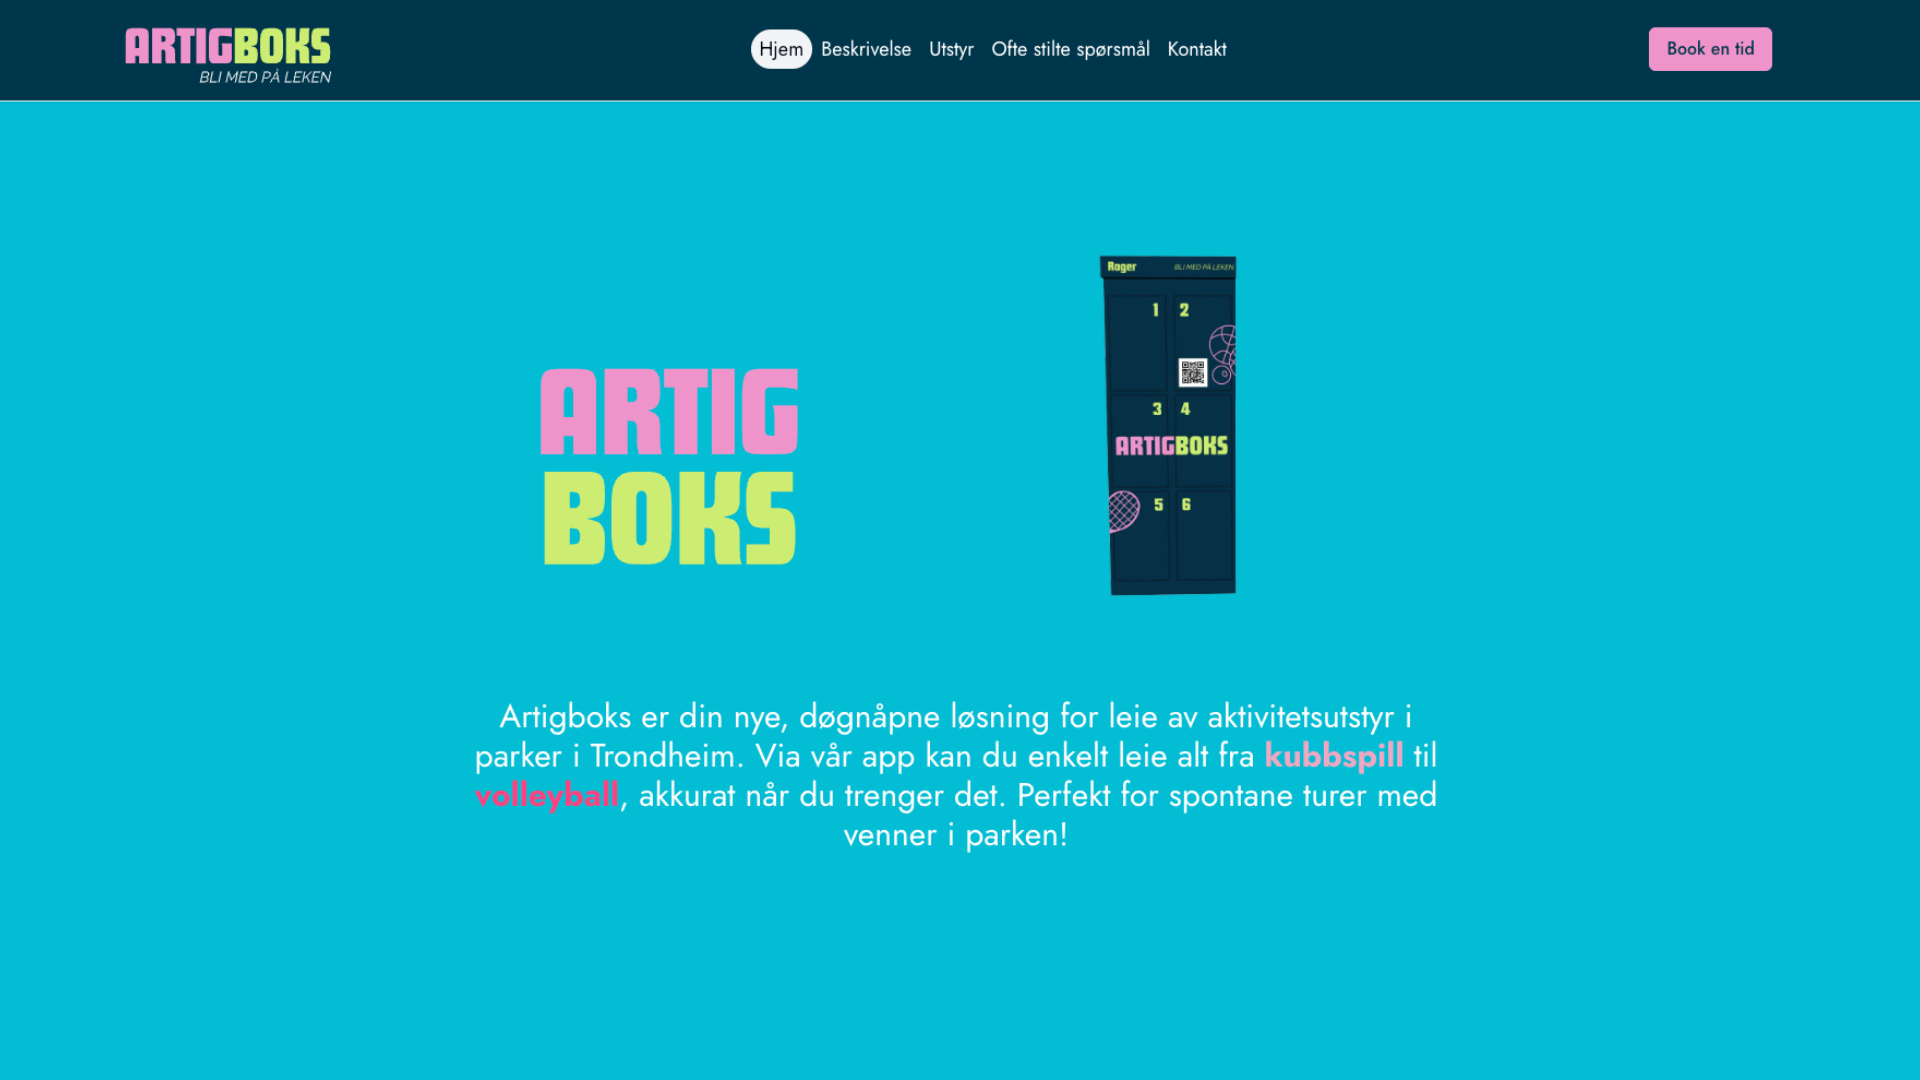 ARTIGBOKS
BLI MED PÅ LEKEN
Hjem
Beskrivelse
Utstyr
Ofte stilte spørsmål
Kontakt
Book en tid
ARTIG
BOKS
Roger
BLI MED PÅ LEKEN
1
2
3
4
ARTIGBOKS
5
6
Artigboks er din nye, døgnåpne løsning for leie av aktivitetsutstyr i
parker i Trondheim. Via vår app kan du enkelt leie alt fra kubbspill til
volleyball, akkurat når du trenger det. Perfekt for spontane turer med
venner i parken!